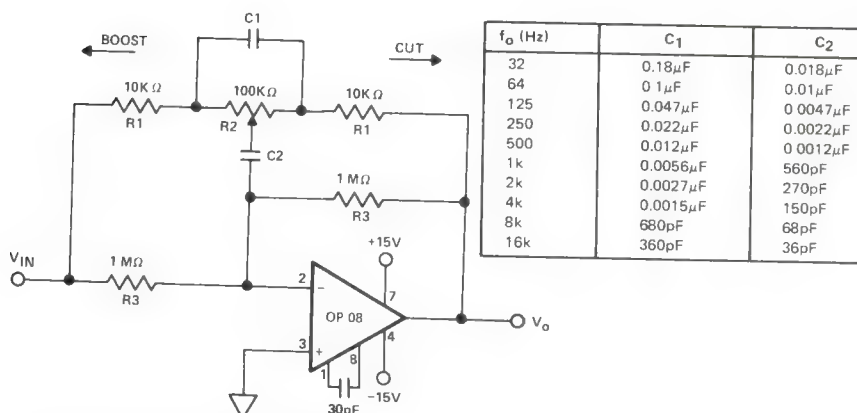 C1
BOOST
CUT
10KΩ
100KΩ
10KΩ
R1
R2
R1
C2
1 MΩ
R3
+15V
VIN
1 MΩ
R3
2
−
7
OP 08
Vo
3
+
4
8
1
−15V
30pF
fo (Hz) C1 C2
32 0.18µF 0.018µF
64 0 1µF 0.01µF
125 0.047µF 0 0047µF
250 0.022µF 0.0022µF
500 0.012µF 0 0012µF
1k 0.0056µF 560pF
2k 0.0027µF 270pF
4k 0.0015µF 150pF
8k 680pF 68pF
16k 360pF 36pF